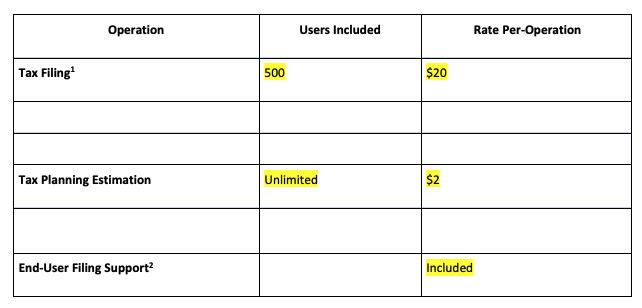 Operation Users Included Rate Per-Operation
Tax Filing¹ 500 $20
Tax Planning Estimation Unlimited $2
End-User Filing Support² Included